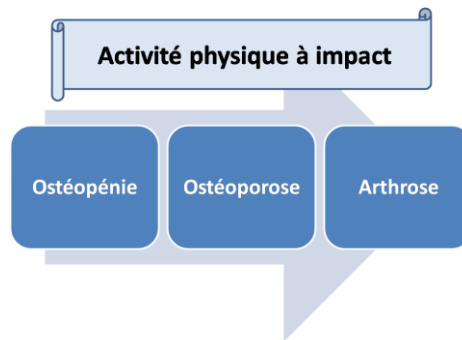 Activité physique à impact
Ostéopénie
Ostéoporose
Arthrose